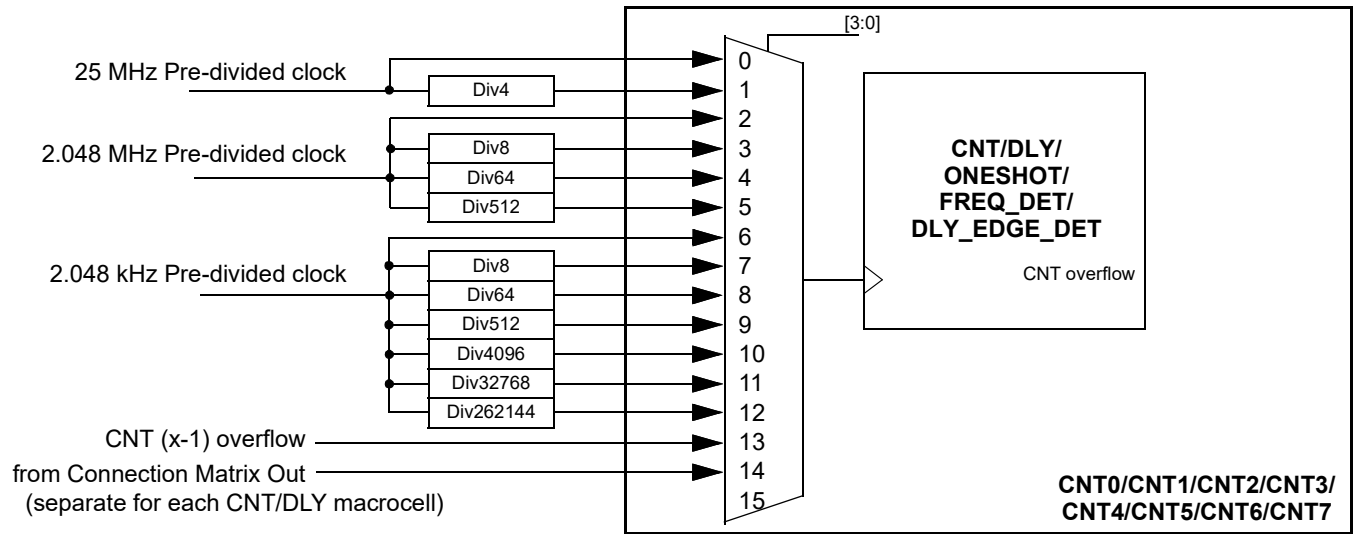 [3:0]
25 MHz Pre-divided clock
Div4
2.048 MHz Pre-divided clock
Div8
Div64
Div512
2.048 kHz Pre-divided clock
Div8
Div64
Div512
Div4096
Div32768
Div262144
CNT (x-1) overflow
from Connection Matrix Out
(separate for each CNT/DLY macrocell)
0
1
2
3
4
5
6
7
8
9
10
11
12
13
14
15
CNT/DLY/
ONESHOT/
FREQ_DET/
DLY_EDGE_DET
CNT overflow
CNT0/CNT1/CNT2/CNT3/
CNT4/CNT5/CNT6/CNT7